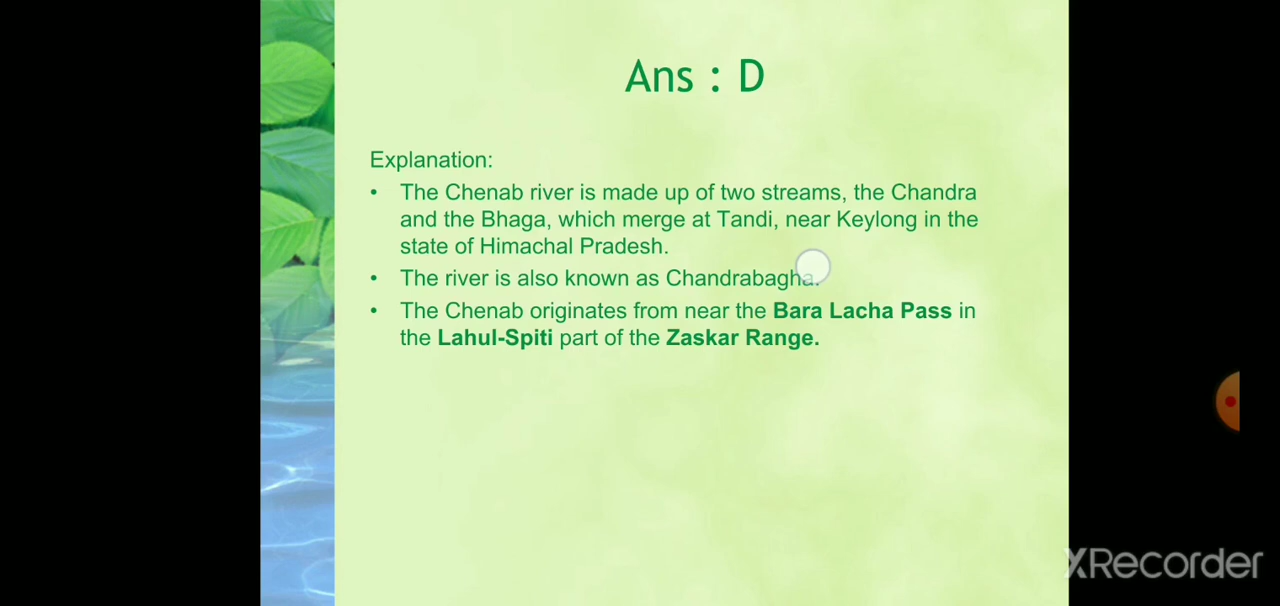 Ans : D
Explanation:
• The Chenab river is made up of two streams, the Chandra
and the Bhaga, which merge at Tandi, near Keylong in the
state of Himachal Pradesh.
• The river is also known as Chandrabagha.
• The Chenab originates from near the Bara Lacha Pass in
the Lahul-Spiti part of the Zaskar Range.
XRecorder